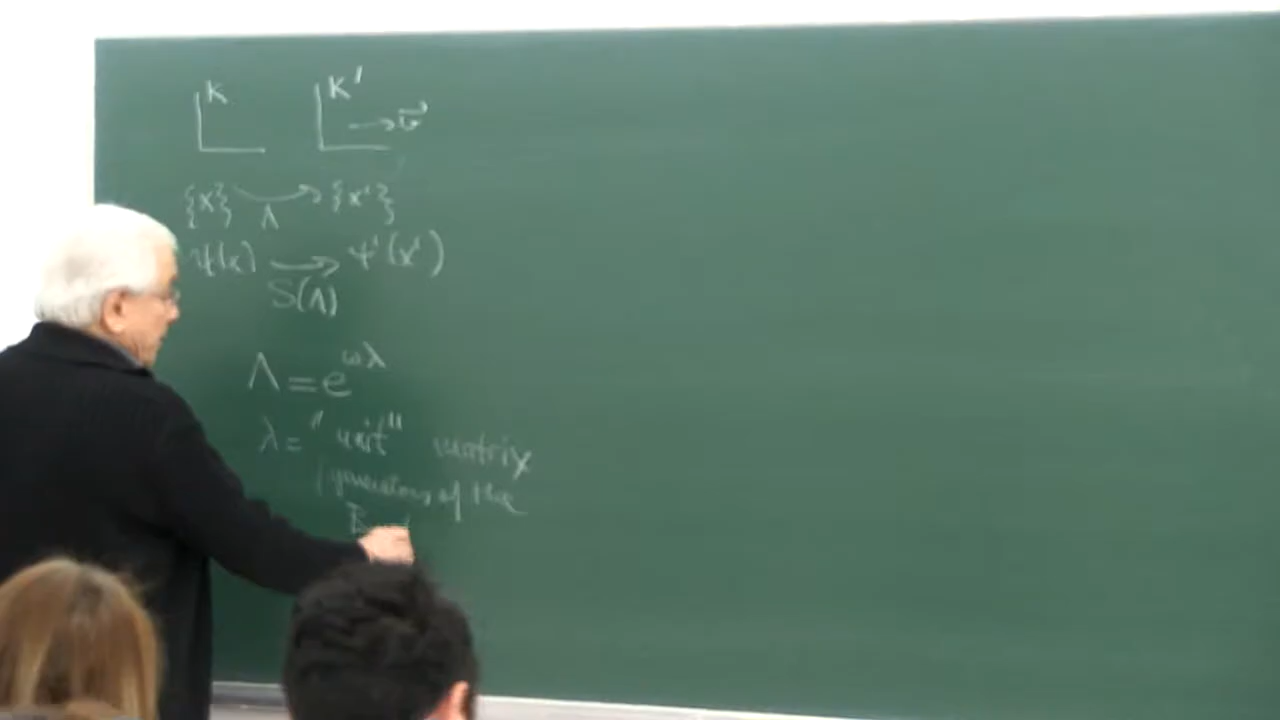 K K' → v⃗
{x} → {x'}
Λ
ψ(x) → ψ'(x')
S(Λ)
Λ = e^{ωλ}
λ = "unit" matrix
(generators of the